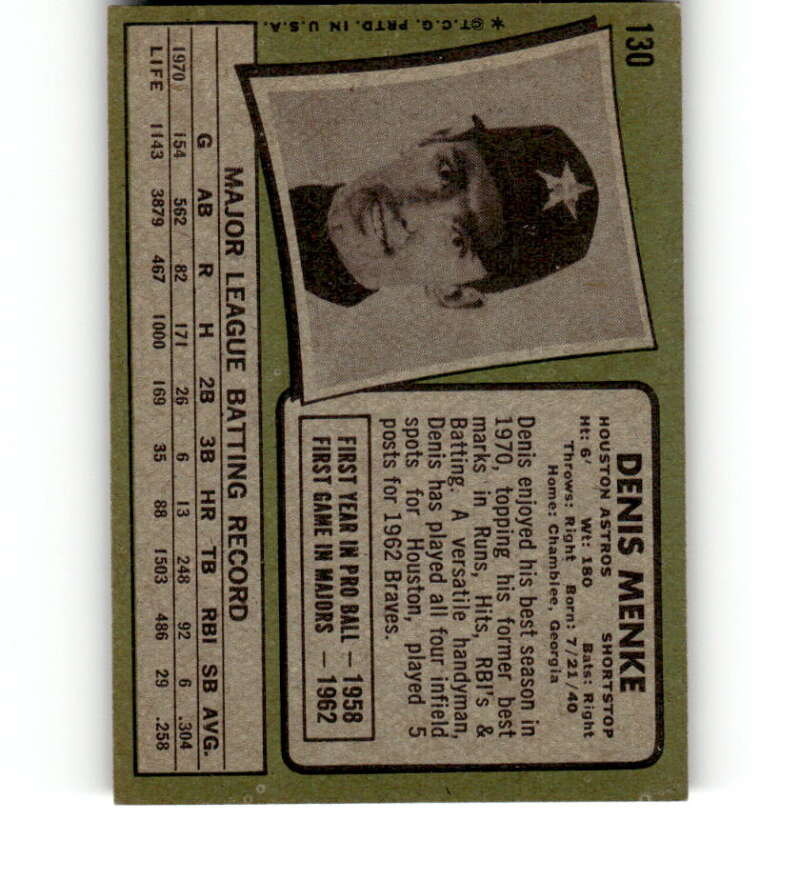 130
DENIS MENKE
HOUSTON ASTROS SHORTSTOP
Ht: 6' Wt: 180 Bats: Right
Throws: Right Born: 7/21/40
Home: Chamblee, Georgia
Denis enjoyed his best season in
1970, topping his former best
marks in Runs, Hits, RBI's &
Batting. A versatile handyman,
Denis has played all four infield
spots for Houston, played 5
posts for 1962 Braves.
FIRST YEAR IN PRO BALL — 1958
FIRST GAME IN MAJORS — 1962
MAJOR LEAGUE BATTING RECORD
G AB R H 2B 3B HR TB RBI SB AVG.
1970 154 562 82 171 26 6 13 248 92 6 .304
LIFE 1143 3879 467 1000 169 35 88 1503 486 29 .258
*©T.C.G. PRTD. IN U.S.A.